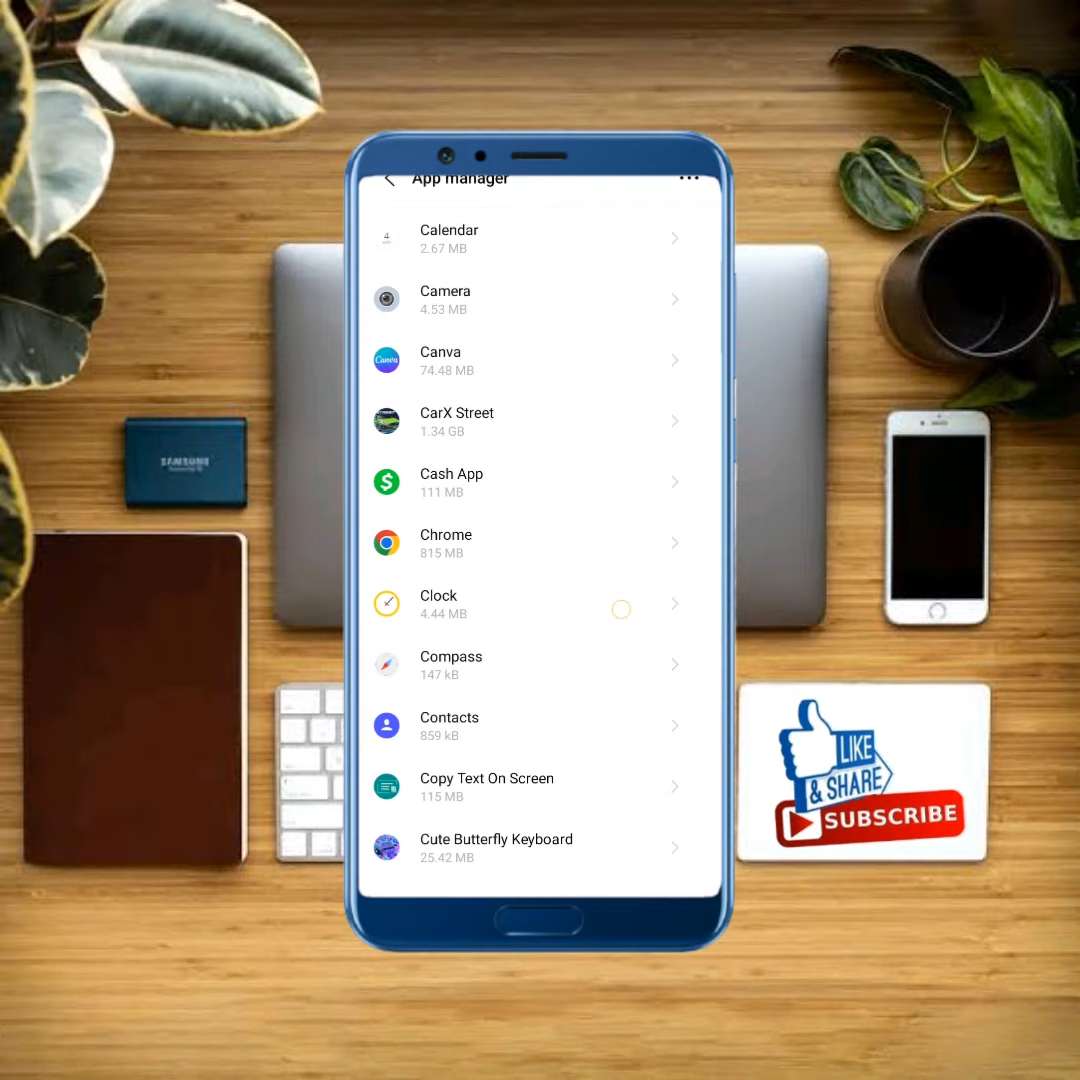 App manager
Calendar
2.67 MB
4
Camera
4.53 MB
Canva
Canva
74.48 MB
CarX Street
1.34 GB
Cash App
$
111 MB
Chrome
815 MB
Clock
4.44 MB
Compass
147 kB
Contacts
859 kB
Copy Text On Screen
115 MB
Cute Butterfly Keyboard
25.42 MB
SAMSUNG
LIKE
& SHARE
SUBSCRIBE